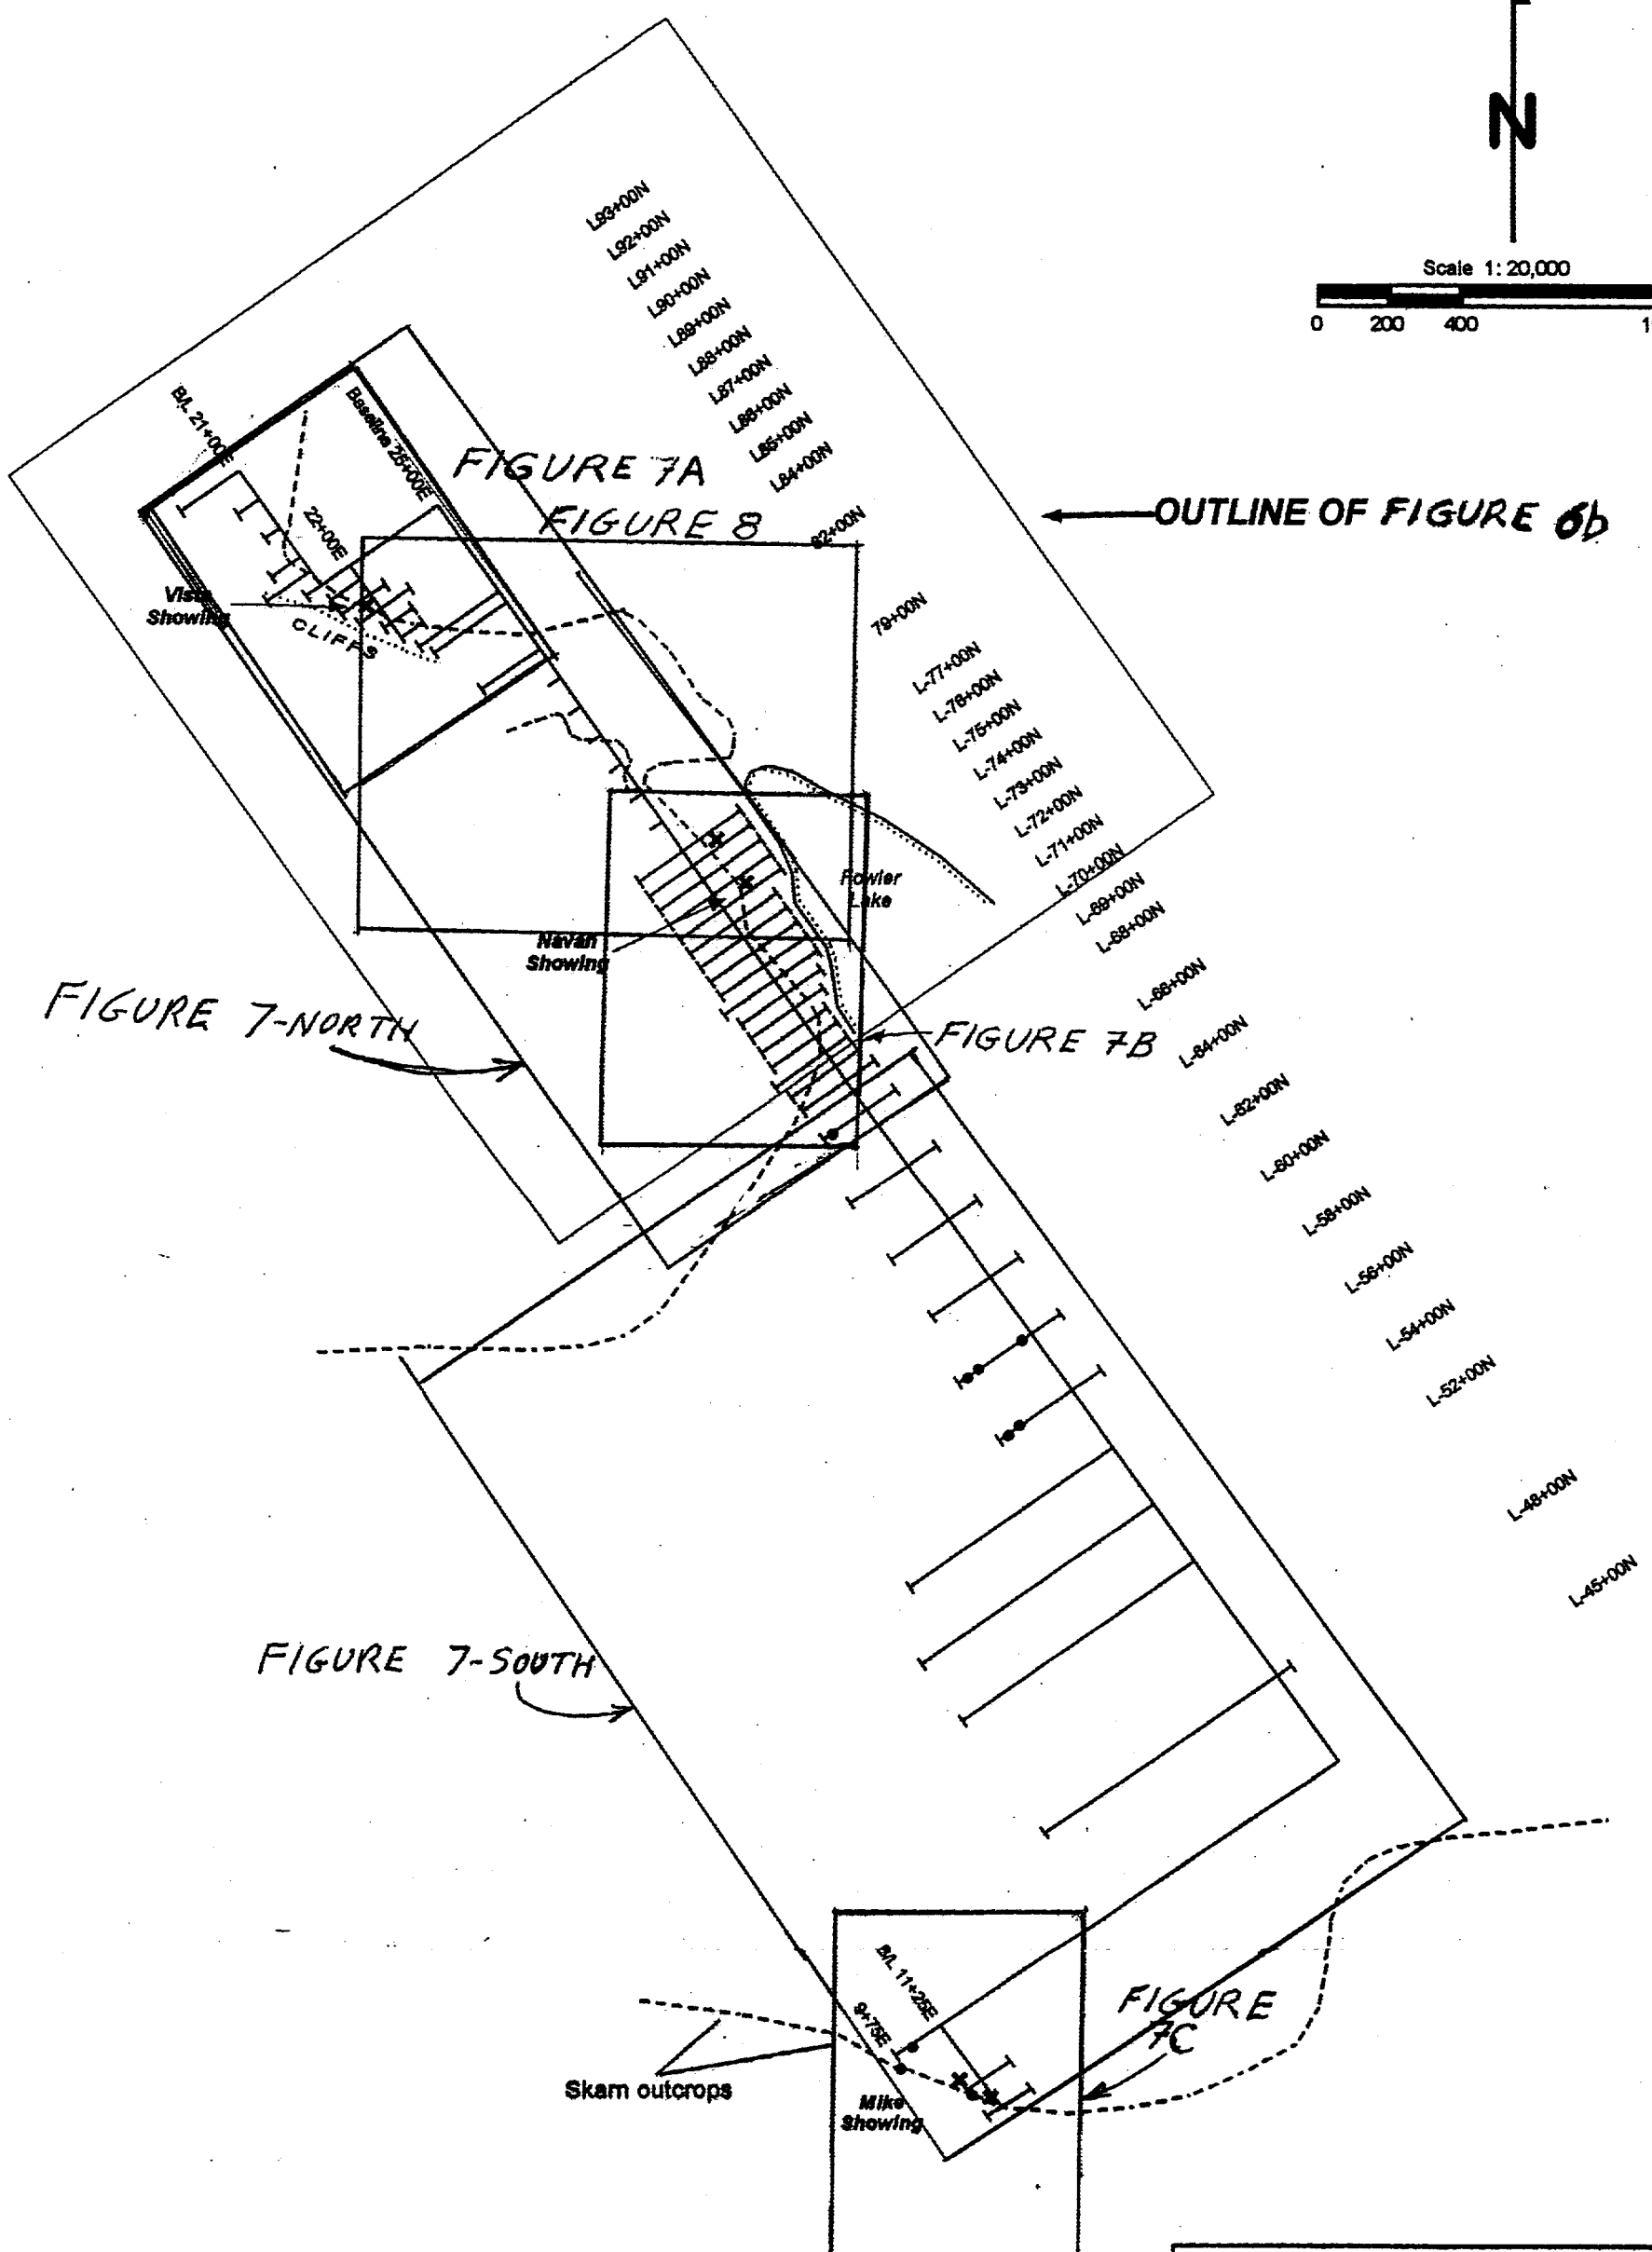 N
Scale 1: 20,000
0 200 400
L93+00N
L92+00N
L91+00N
L90+00N
L89+00N
L88+00N
L87+00N
L86+00N
L85+00N
L84+00N
82+00N
79+00N
L-77+00N
L-76+00N
L-75+00N
L-74+00N
L-73+00N
L-72+00N
L-71+00N
L-70+00N
L-69+00N
L-68+00N
L-66+00N
L-64+00N
L-62+00N
L-60+00N
L-58+00N
L-56+00N
L-54+00N
L-52+00N
L-48+00N
L-45+00N
B/L 21+00E
Baseline 25+00E
22+00E
FIGURE 7A
FIGURE 8
OUTLINE OF FIGURE 6b
Vista
Showing
CLIFFS
Fowler
Lake
Navan
Showing
FIGURE 7-NORTH
FIGURE 7B
FIGURE 7-SOUTH
B/L 11+25E
9+75E
FIGURE
7C
Skarn outcrops
Mike
Showing